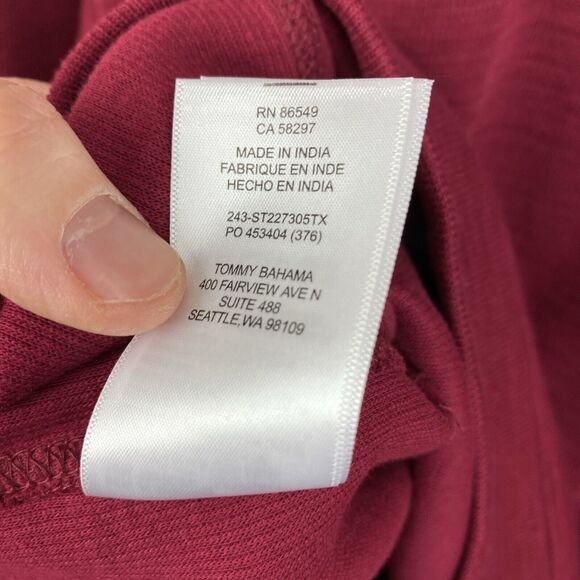 RN 86549
CA 58297
MADE IN INDIA
FABRIQUE EN INDE
HECHO EN INDIA
243-ST227305TX
PO 453404 (376)
TOMMY BAHAMA
400 FAIRVIEW AVE N
SUITE 488
SEATTLE,WA 98109